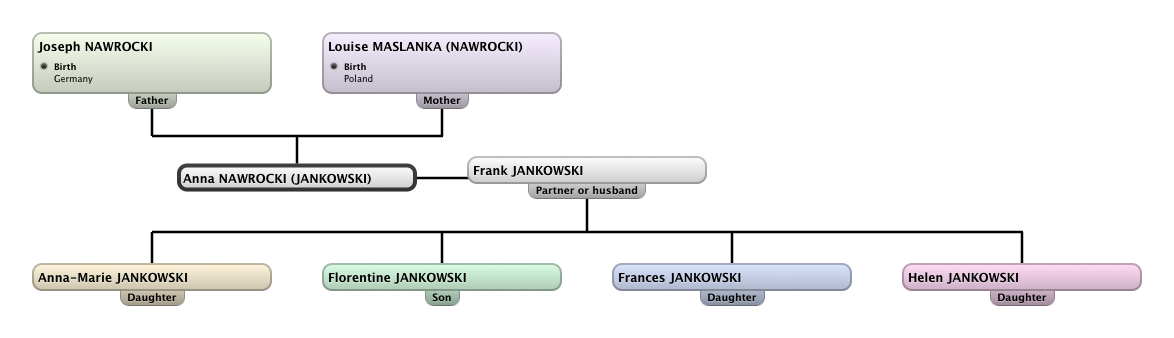 Joseph NAWROCKI
Birth
Germany
Father
Louise MASLANKA (NAWROCKI)
Birth
Poland
Mother
Anna NAWROCKI (JANKOWSKI)
Frank JANKOWSKI
Partner or husband
Anna-Marie JANKOWSKI
Daughter
Florentine JANKOWSKI
Son
Frances JANKOWSKI
Daughter
Helen JANKOWSKI
Daughter